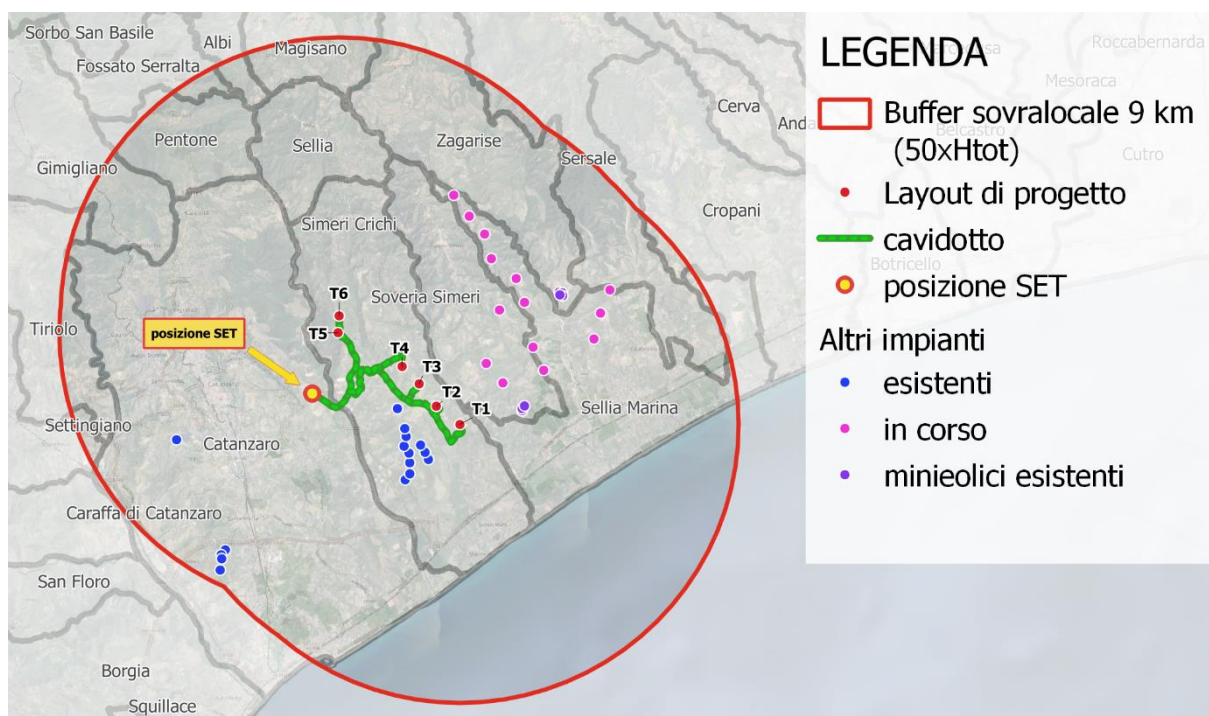 Sorbo San Basile
Albi
Magisano
Fossato Serralta
Pentone
Sellia
Zagarise
Cerva
Sersale
Gimigliano
Cropani
Simeri Crichi
Soveria Simeri
Tiriolo
T6
T5
posizione SET
T4
T3
T2
T1
Sellia Marina
Settingiano
Catanzaro
Caraffa di Catanzaro
San Floro
Borgia
Squillace
Roccabernarda
Mesoraca
Belcastro
Cutro
Botricello
LEGENDA
Buffer sovralocale 9 km
(50xHtot)
Layout di progetto
cavidotto
posizione SET
Altri impianti
esistenti
in corso
minieolici esistenti